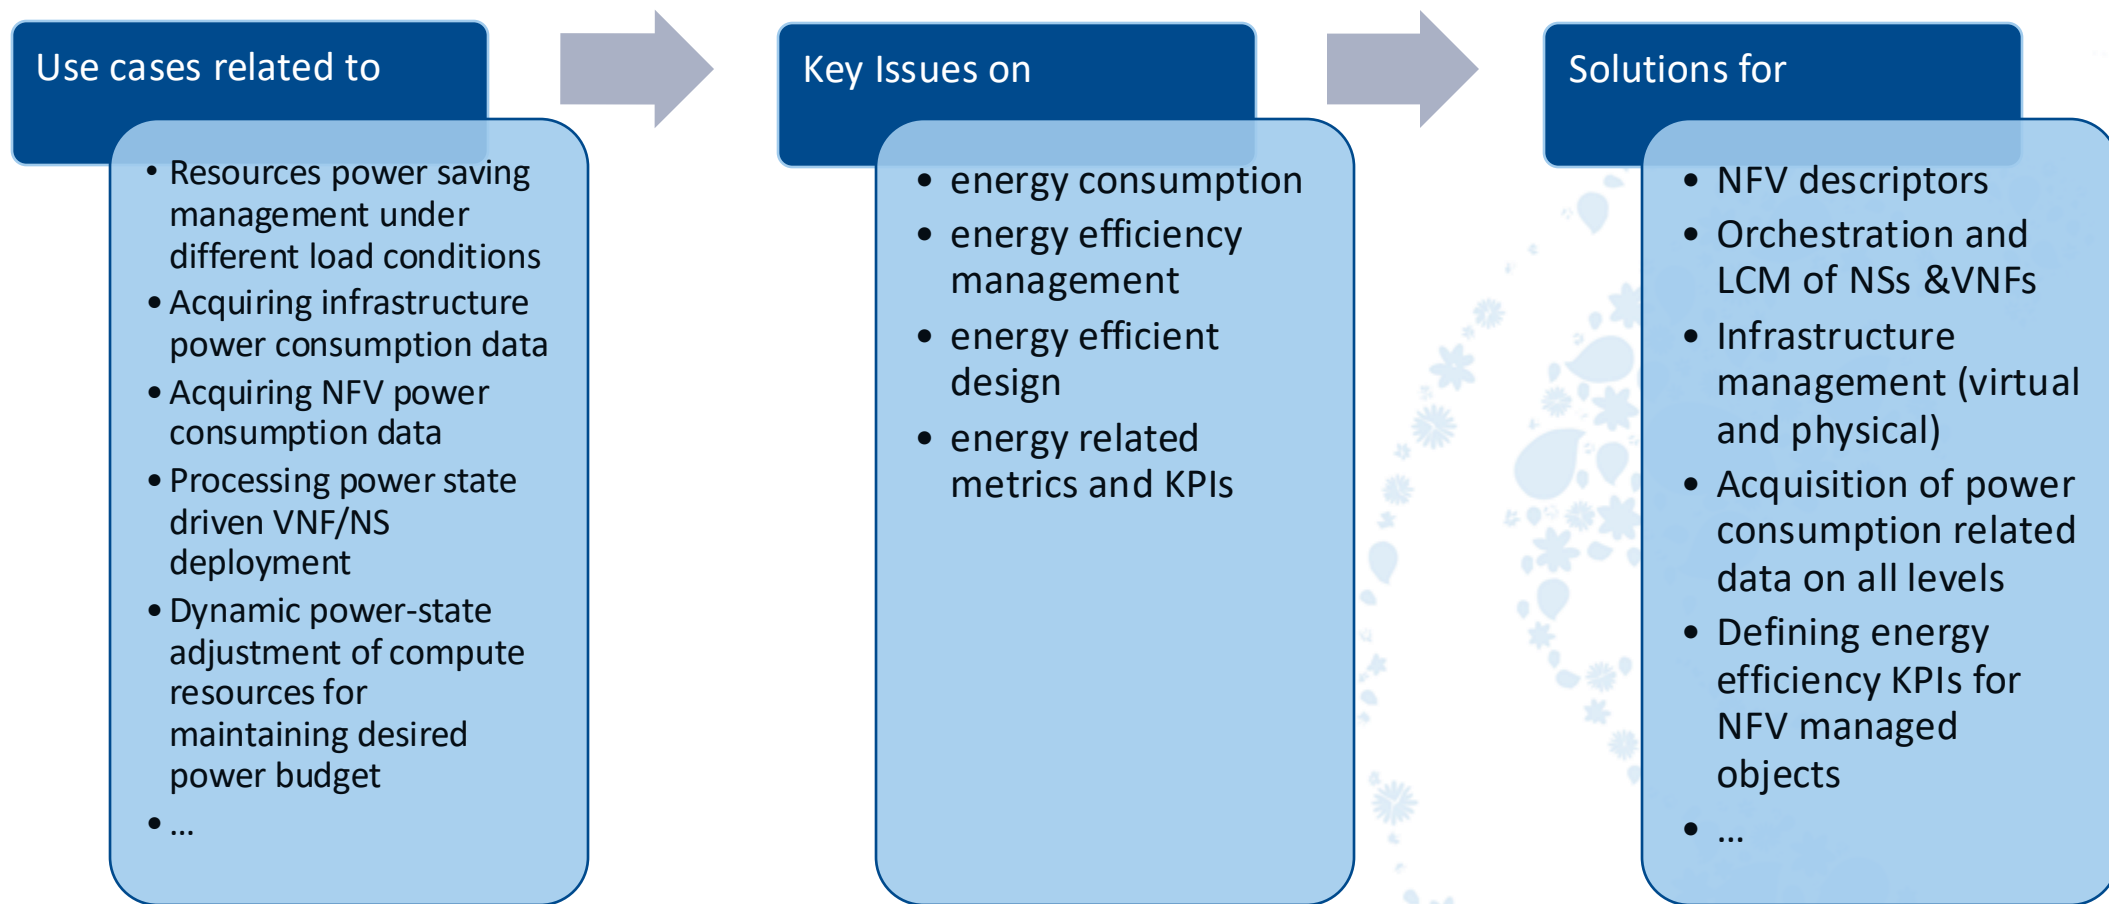 Use cases related to
• Resources power saving
management under
different load conditions
• Acquiring infrastructure
power consumption data
• Acquiring NFV power
consumption data
• Processing power state
driven VNF/NS
deployment
• Dynamic power-state
adjustment of compute
resources for
maintaining desired
power budget
• ...
Key Issues on
• energy consumption
• energy efficiency
management
• energy efficient
design
• energy related
metrics and KPIs
Solutions for
• NFV descriptors
• Orchestration and
LCM of NSs &VNFs
• Infrastructure
management (virtual
and physical)
• Acquisition of power
consumption related
data on all levels
• Defining energy
efficiency KPIs for
NFV managed
objects
• ...